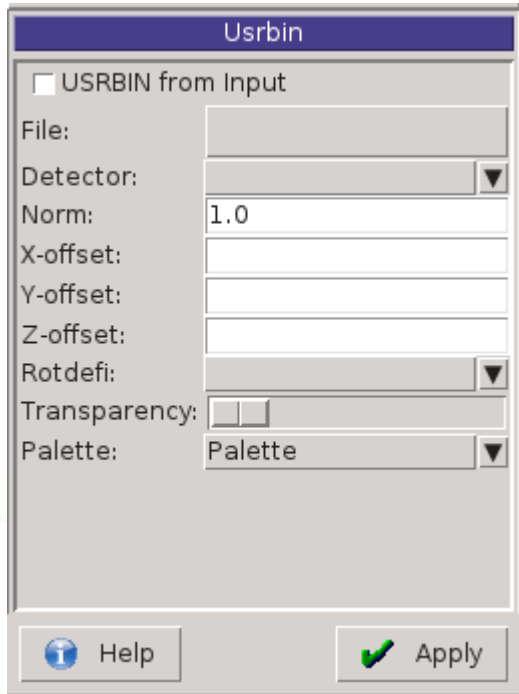 Usrbin
USRBIN from Input
File:
Detector:
Norm: 1.0
X-offset:
Y-offset:
Z-offset:
Rotdefi:
Transparency:
Palette: Palette
Help Apply